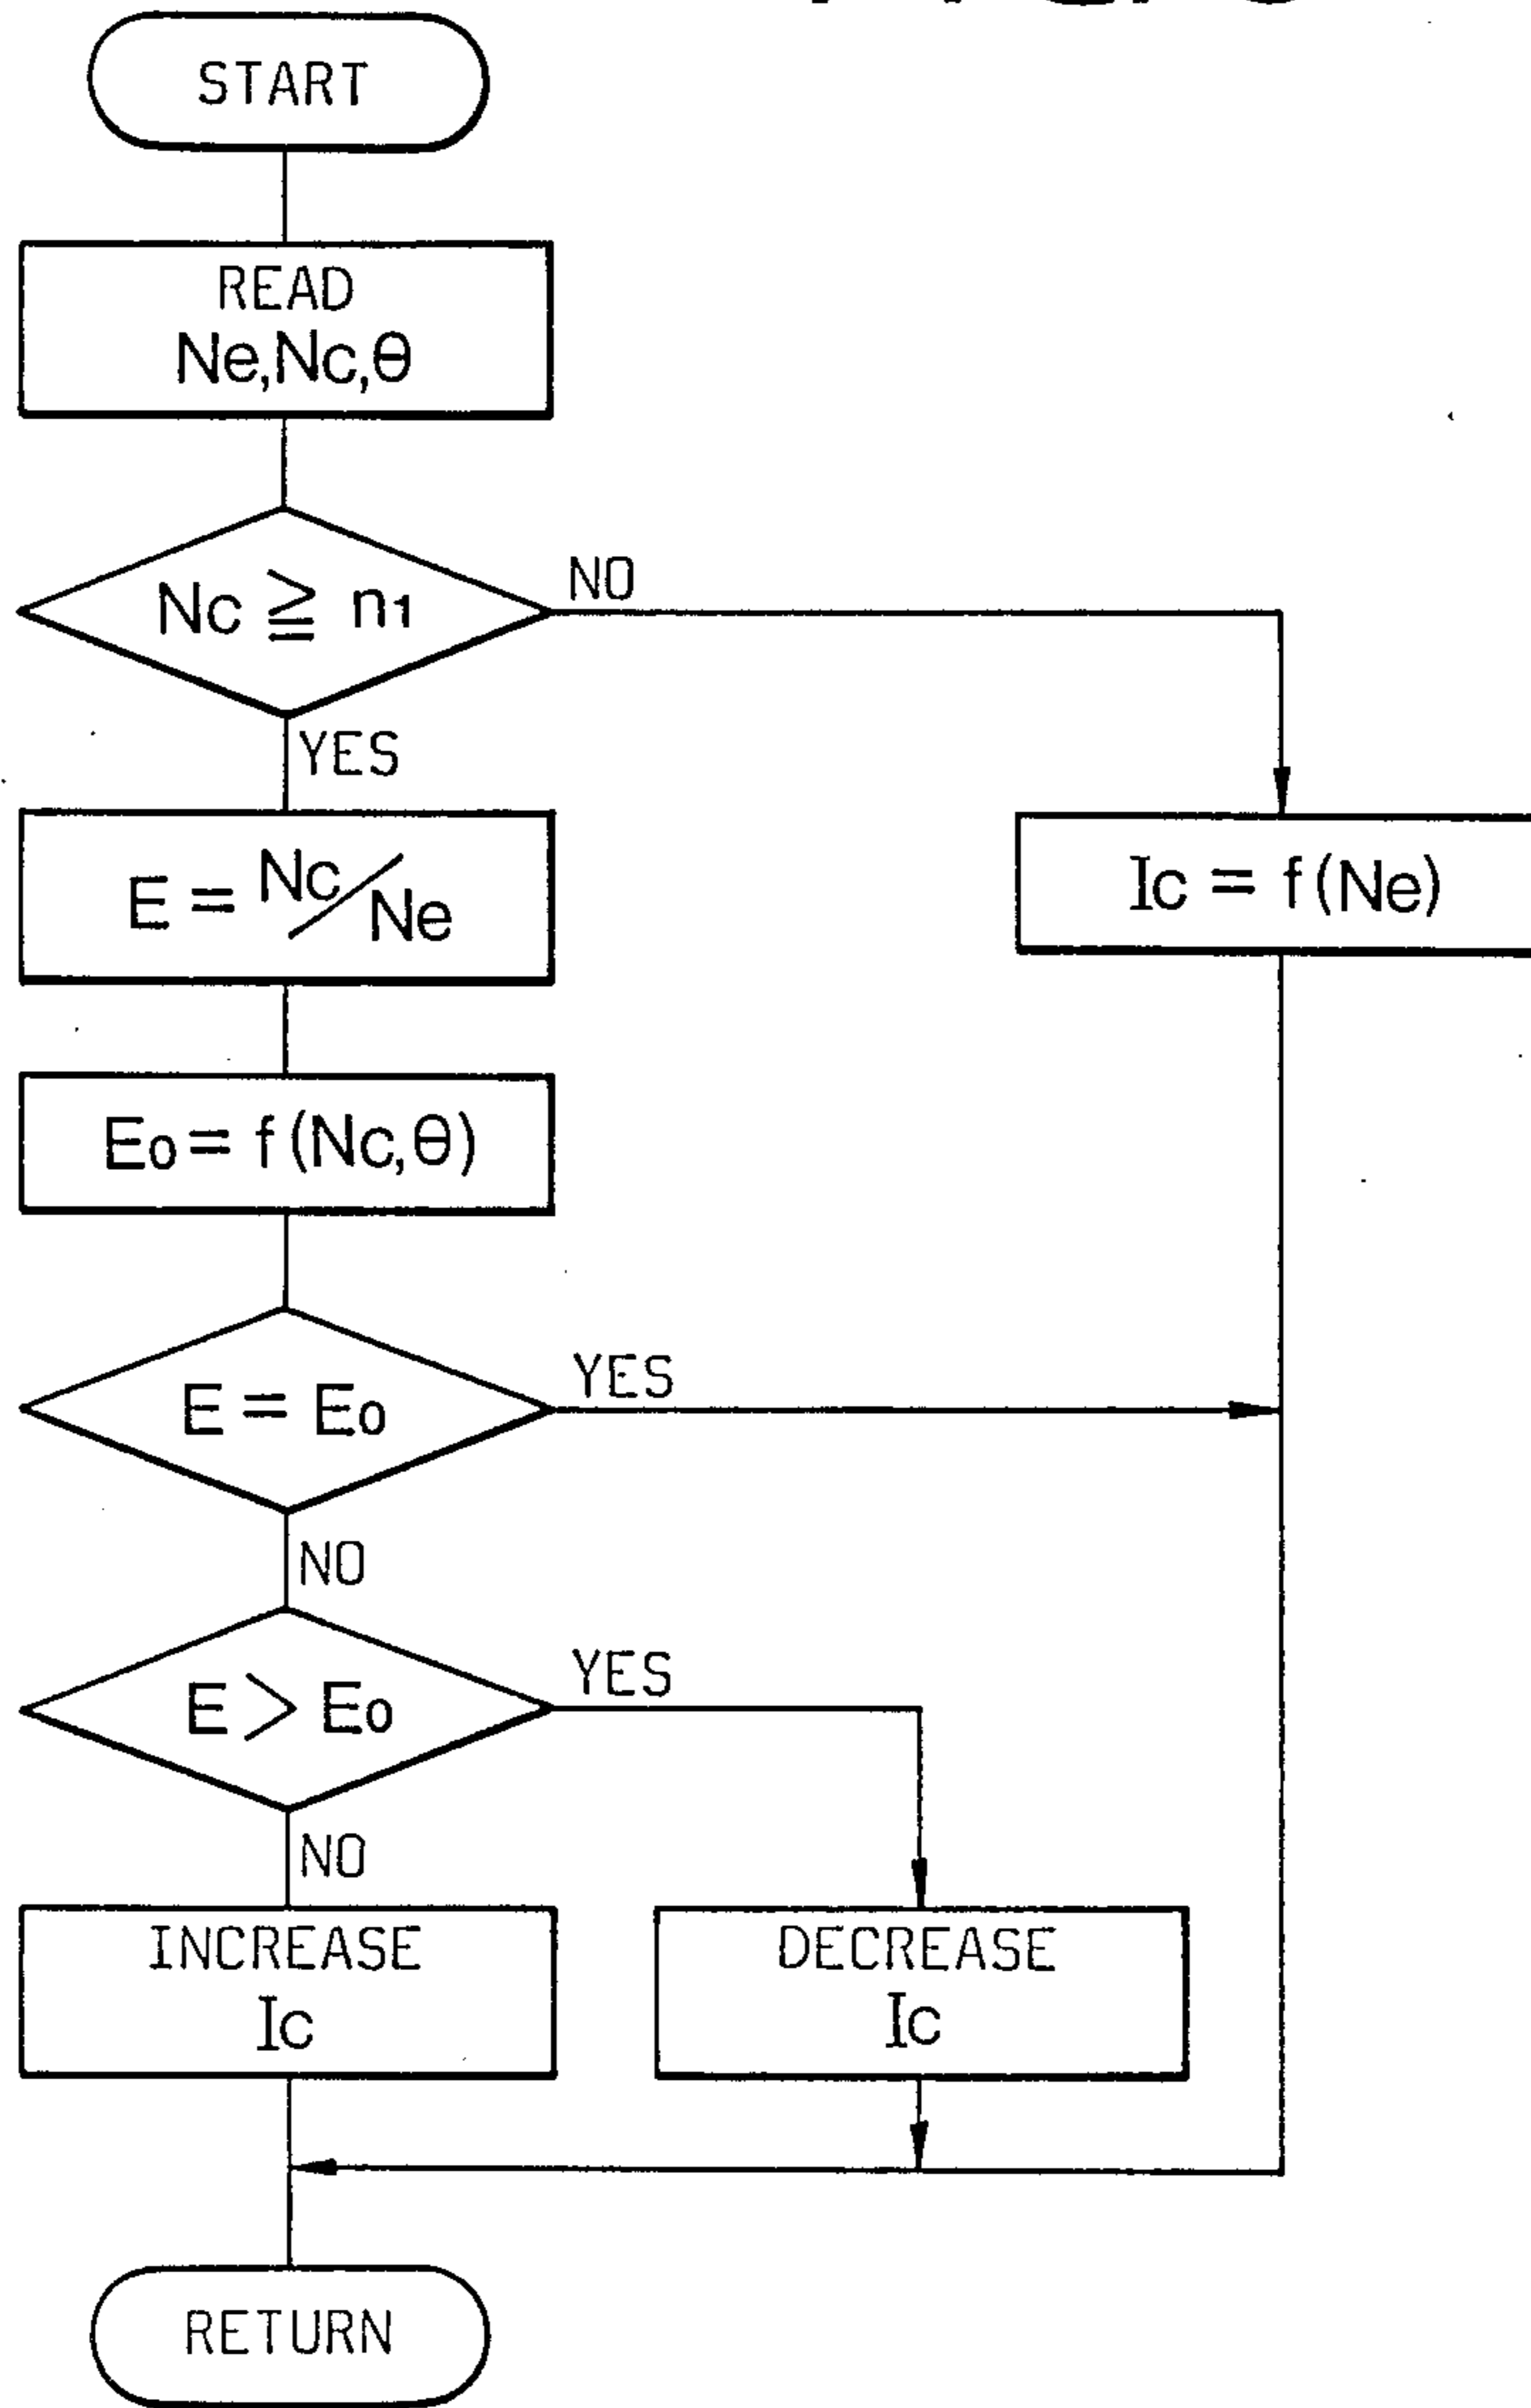 START
READ
Ne,Nc,θ
Nc ≧ n1
NO
YES
E = Nc/Ne
Ic = f(Ne)
Eo = f(Nc,θ)
E = Eo
YES
NO
E > Eo
YES
NO
INCREASE
Ic
DECREASE
Ic
RETURN